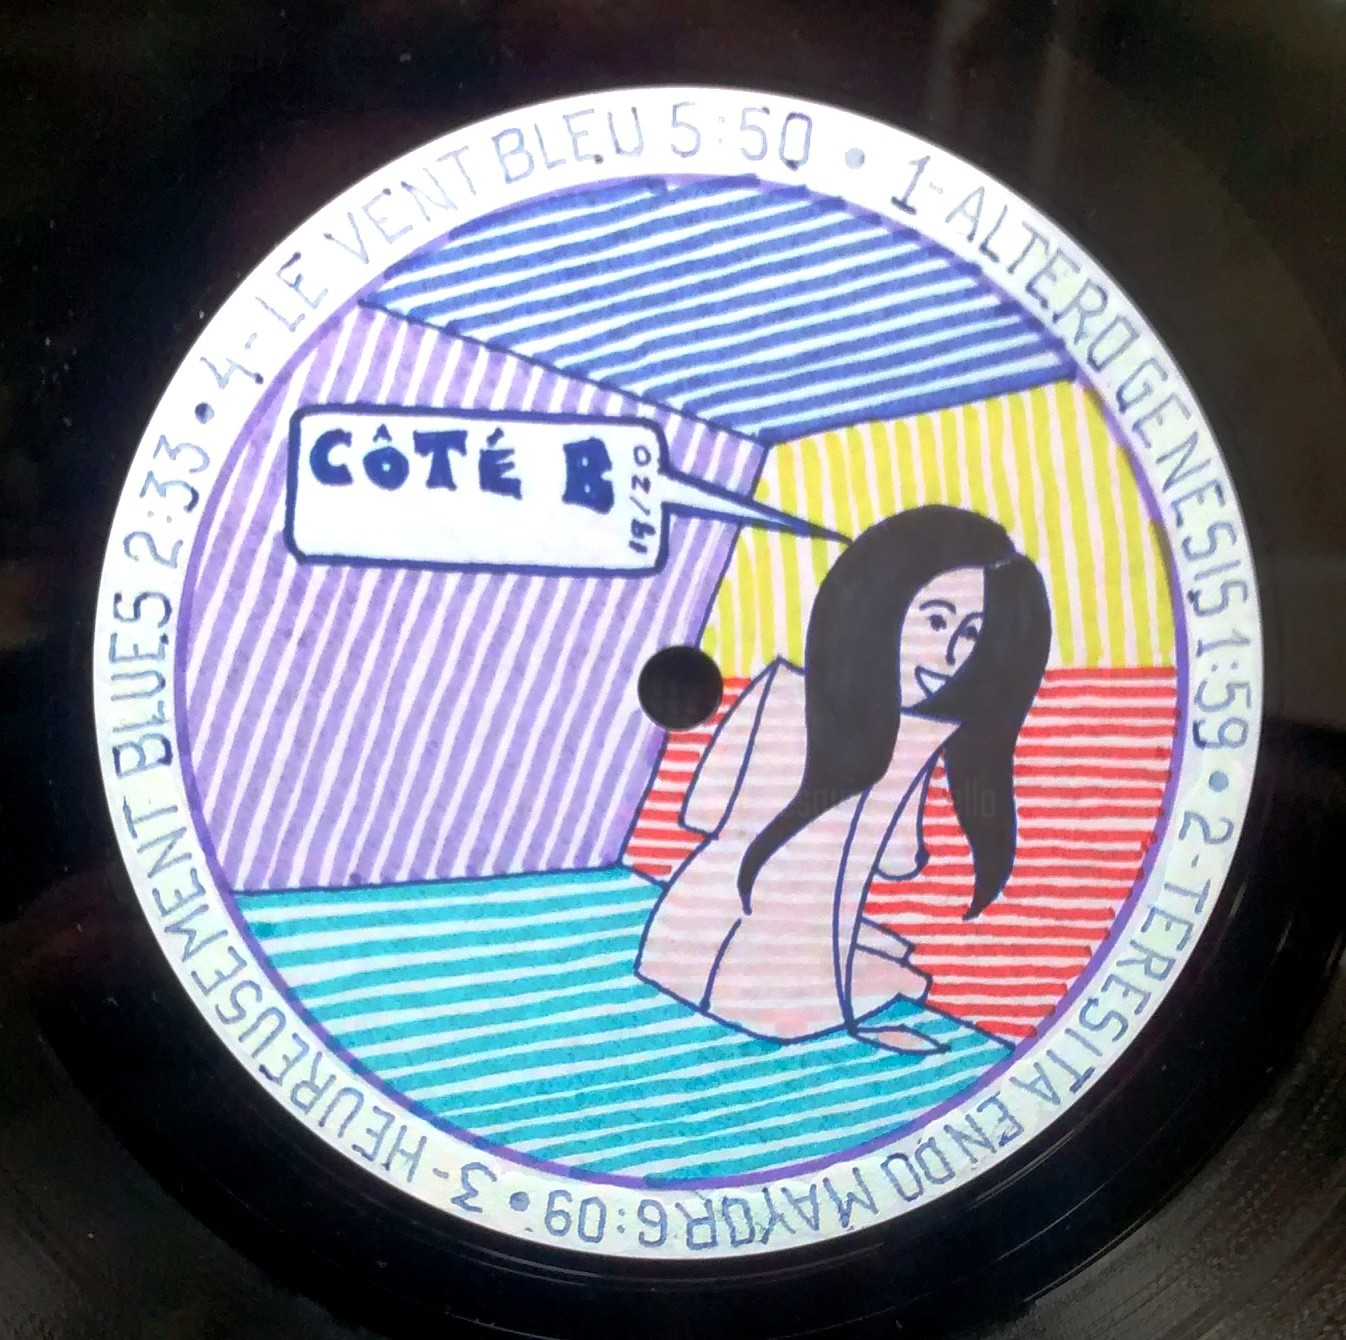 CÔTÉ B
19/20
1-ALTEROGENESIS 1:59 • 2-TERESITA EN DO MAYOR 6:09 • 3-HEUREUSEMENT BLUES 2:33 • 4-LE VENT BLEU 5:50 •